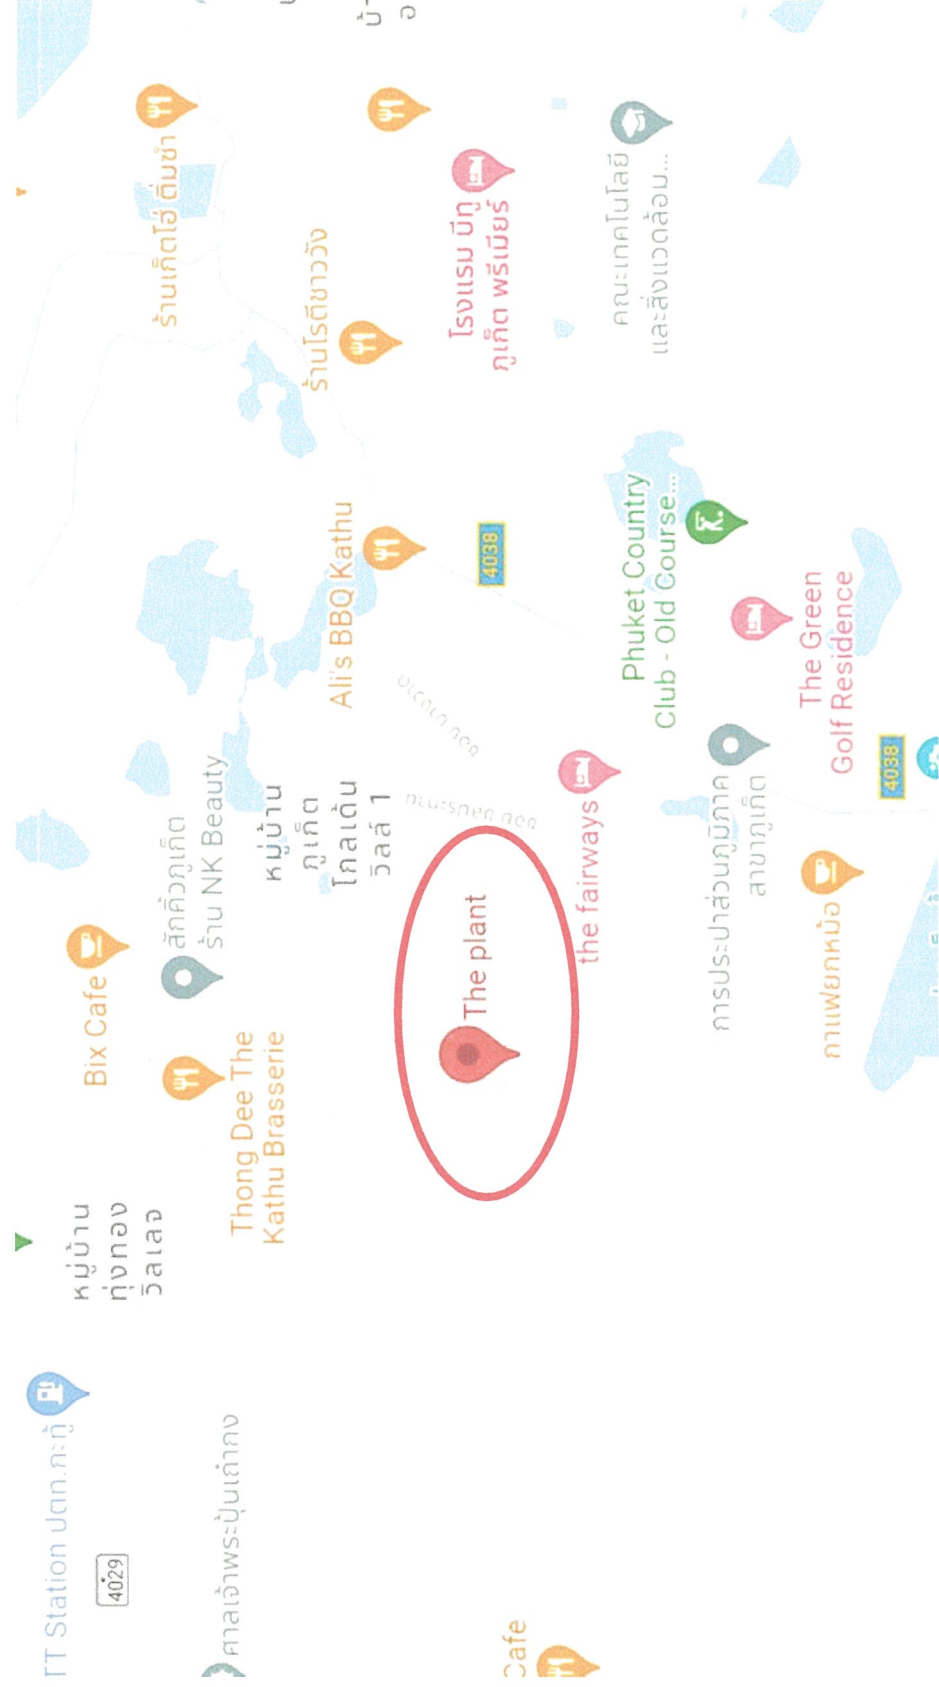 ร้านเก็ตโฮ่ ติ่มซำ
ร้านโรตีชาววัง
โรงแรม บีทู
ภูเก็ต พรีเมียร์
คณะเทคโนโลยี
และสิ่งแวดล้อม...
Ali's BBQ Kathu
4038
Phuket Country
Club - Old Course...
The Green
Golf Residence
4038
สักคิ้วภูเก็ต
ร้าน NK Beauty
หมู่บ้าน
ภูเก็ต
โกลเด้น
วิลล์ 1
Bix Cafe
The plant
the fairways
การประปาส่วนภูมิภาค
สาขาภูเก็ต
กาแฟยกหม้อ
Thong Dee The
Kathu Brasserie
หมู่บ้าน
ทุ่งทอง
วิลเลจ
TT Station ปตท.กะทู้
4029
ศาลเจ้าพระปุ้นเถ้ากง
Cafe